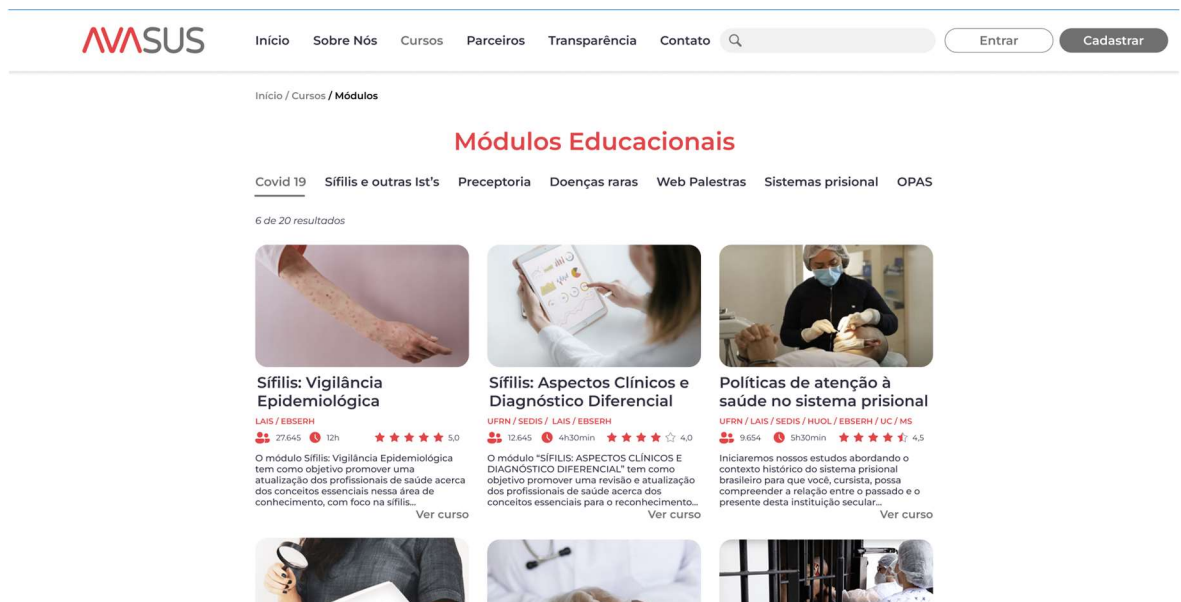 AVASUS
Início Sobre Nós Cursos Parceiros Transparência Contato Entrar Cadastrar
Início / Cursos / Módulos
Módulos Educacionais
Covid 19 Sífilis e outras Ist's Preceptoria Doenças raras Web Palestras Sistemas prisional OPAS
6 de 20 resultados
Sífilis: Vigilância
Epidemiológica
LAIS / EBSERH
27.645 12h 5,0
O módulo Sífilis: Vigilância Epidemiológica
tem como objetivo promover uma
atualização dos profissionais de saúde acerca
dos conceitos essenciais nessa área de
conhecimento, com foco na sífilis...
Ver curso
Sífilis: Aspectos Clínicos e
Diagnóstico Diferencial
UFRN / SEDIS / LAIS / EBSERH
12.645 4h30min 4,0
O módulo “SÍFILIS: ASPECTOS CLÍNICOS E
DIAGNÓSTICO DIFERENCIAL” tem como
objetivo promover uma revisão e atualização
dos profissionais de saúde acerca dos
conceitos essenciais para o reconhecimento...
Ver curso
Políticas de atenção à
saúde no sistema prisional
UFRN / LAIS / SEDIS / HUOL / EBSERH / UC / MS
9.654 5h30min 4,5
Iniciaremos nossos estudos abordando o
contexto histórico do sistema prisional
brasileiro para que você, cursista, possa
compreender a relação entre o passado e o
presente desta instituição secular...
Ver curso